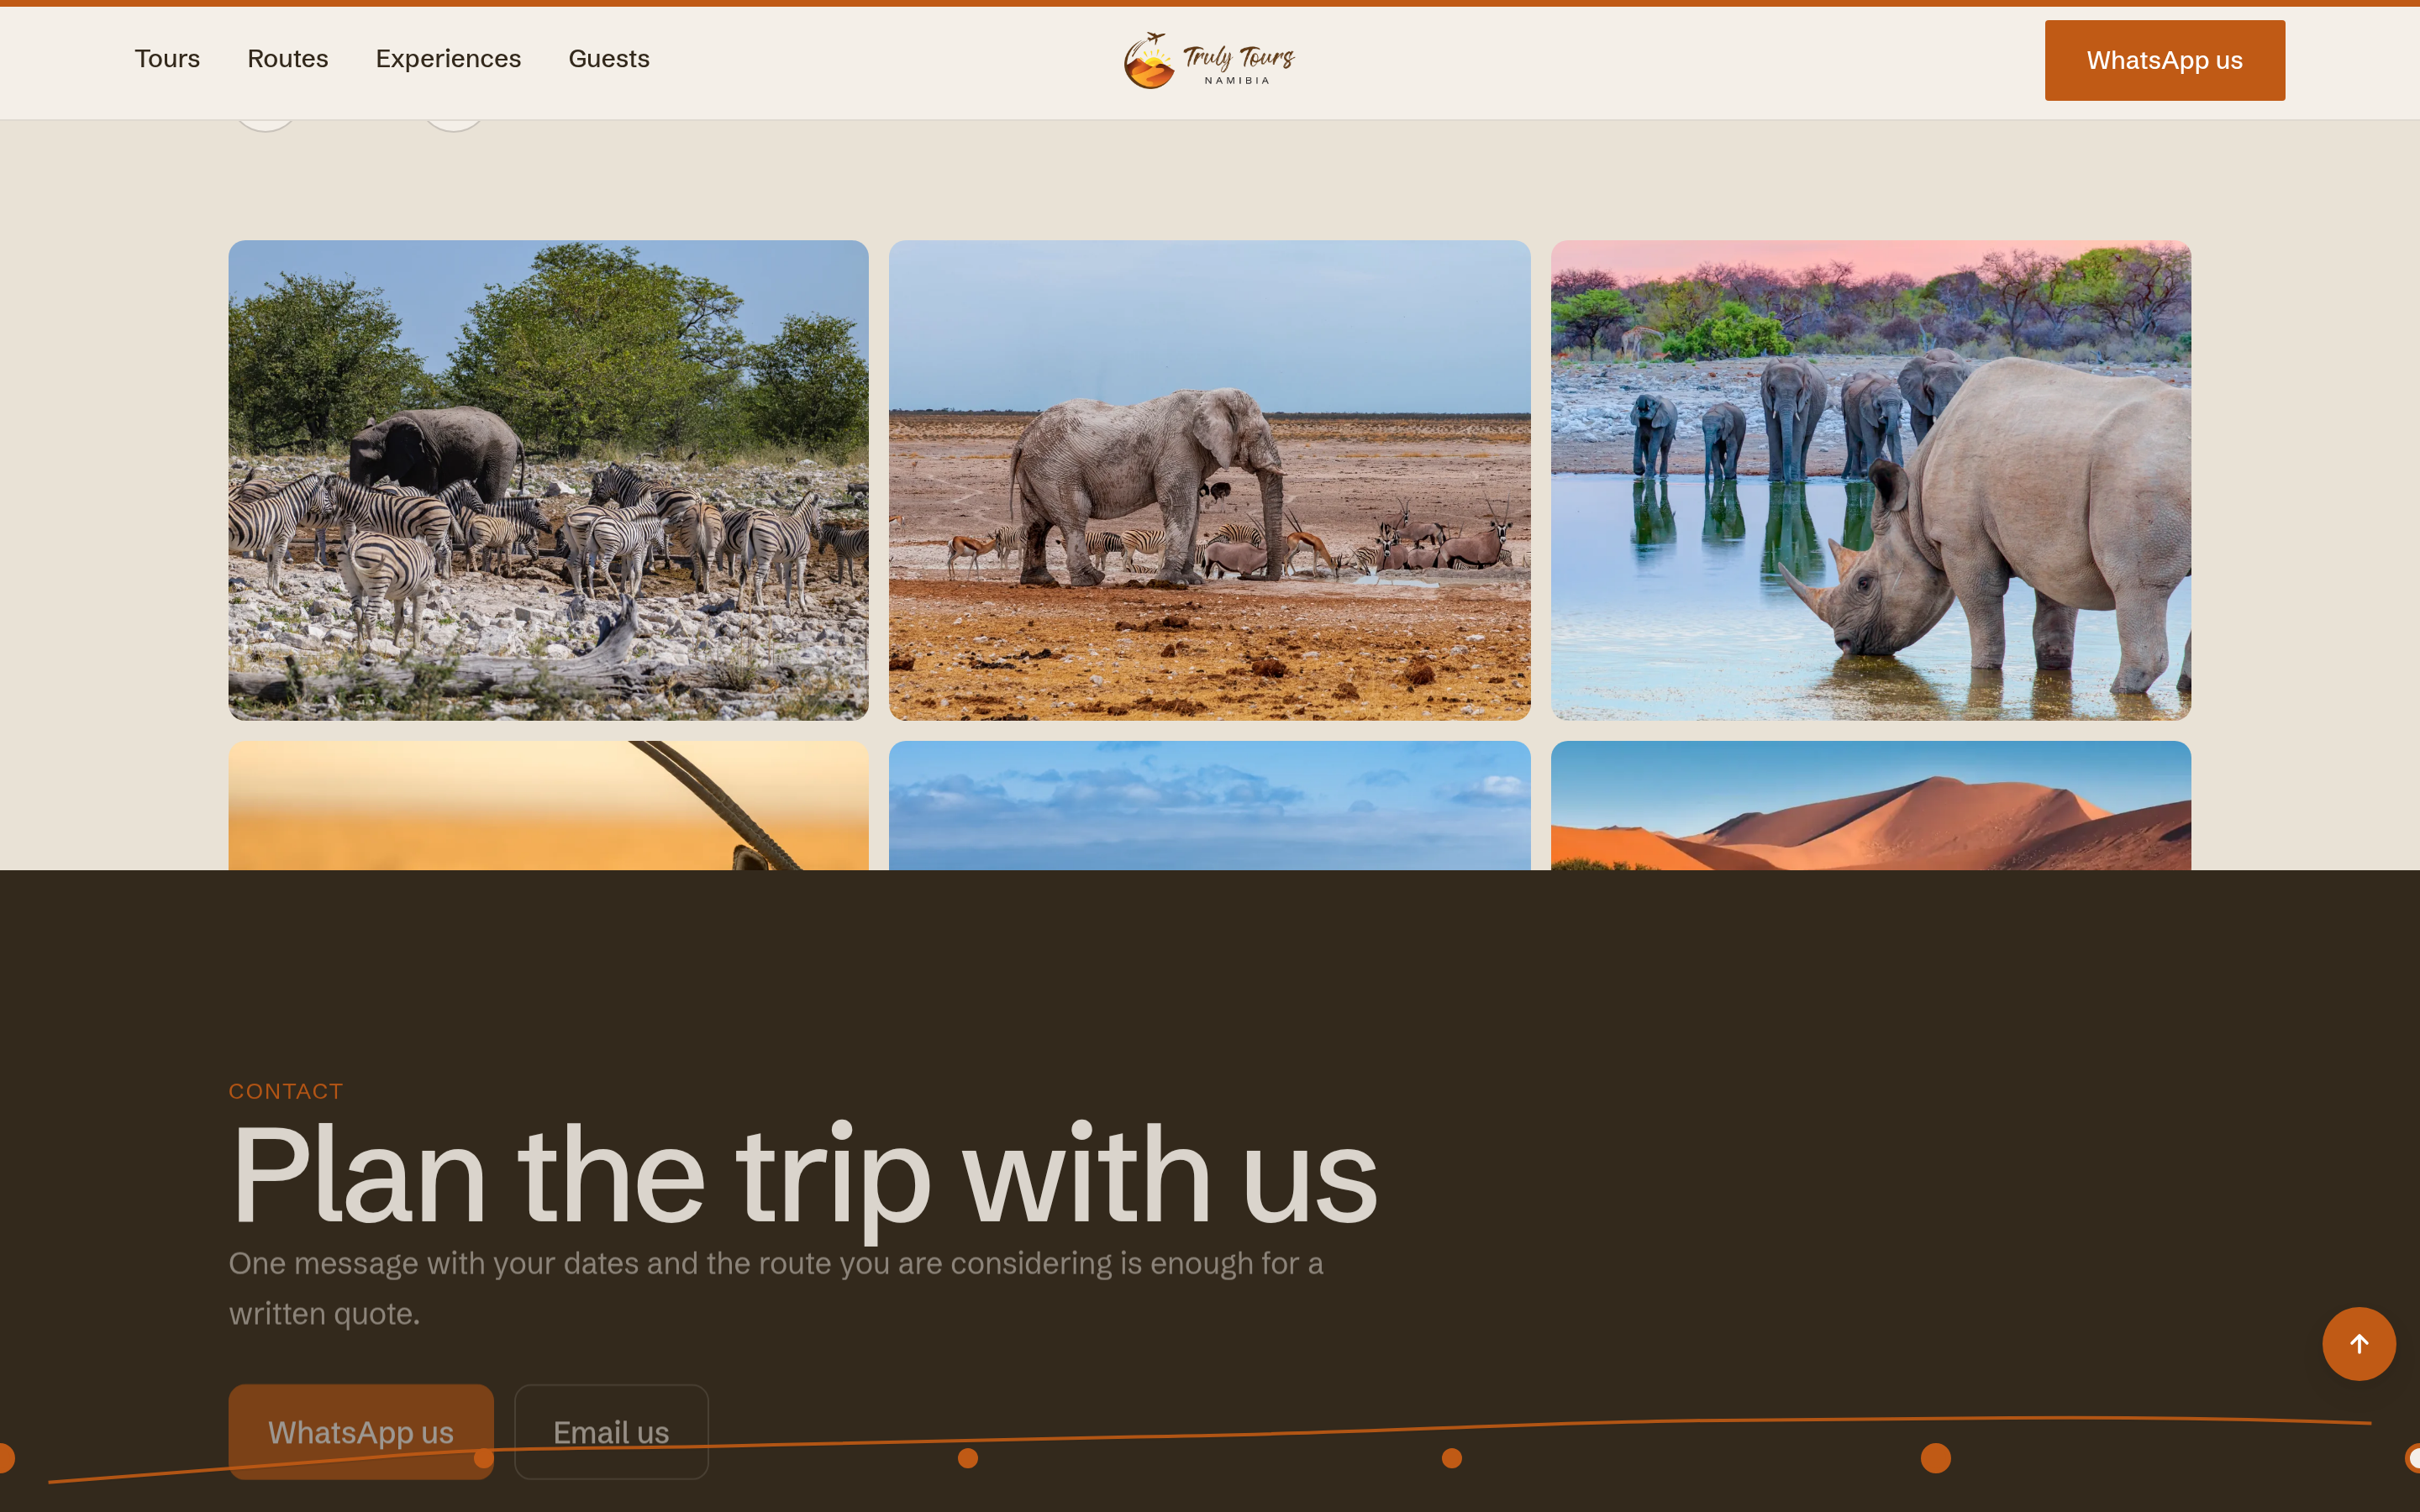 Tours Routes Experiences Guests
Truly Tours
NAMIBIA
WhatsApp us
CONTACT
Plan the trip with us
One message with your dates and the route you are considering is enough for a
written quote.
WhatsApp us
Email us